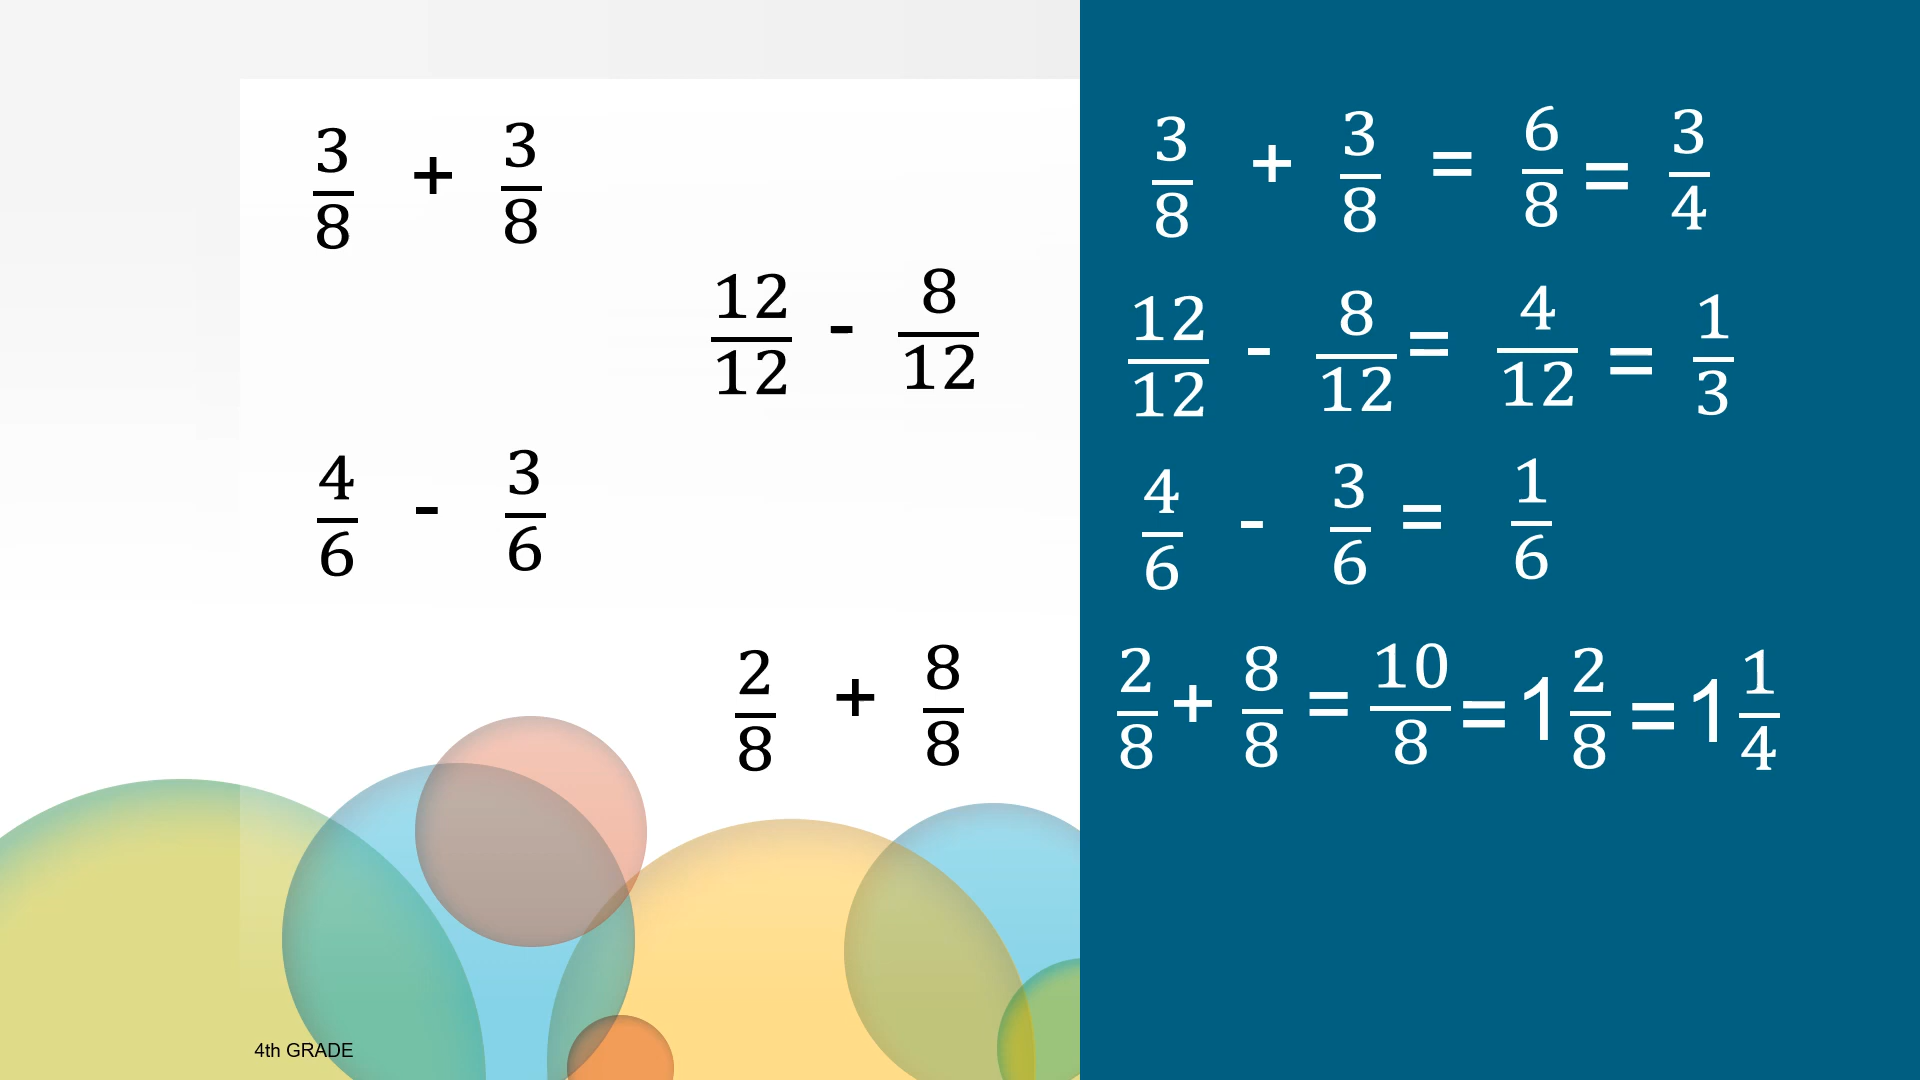 3/8 + 3/8
12/12 - 8/12
4/6 - 3/6
2/8 + 8/8
4th GRADE
3/8 + 3/8 = 6/8 = 3/4
12/12 - 8/12 = 4/12 = 1/3
4/6 - 3/6 = 1/6
2/8 + 8/8 = 10/8 = 1 2/8 = 1 1/4